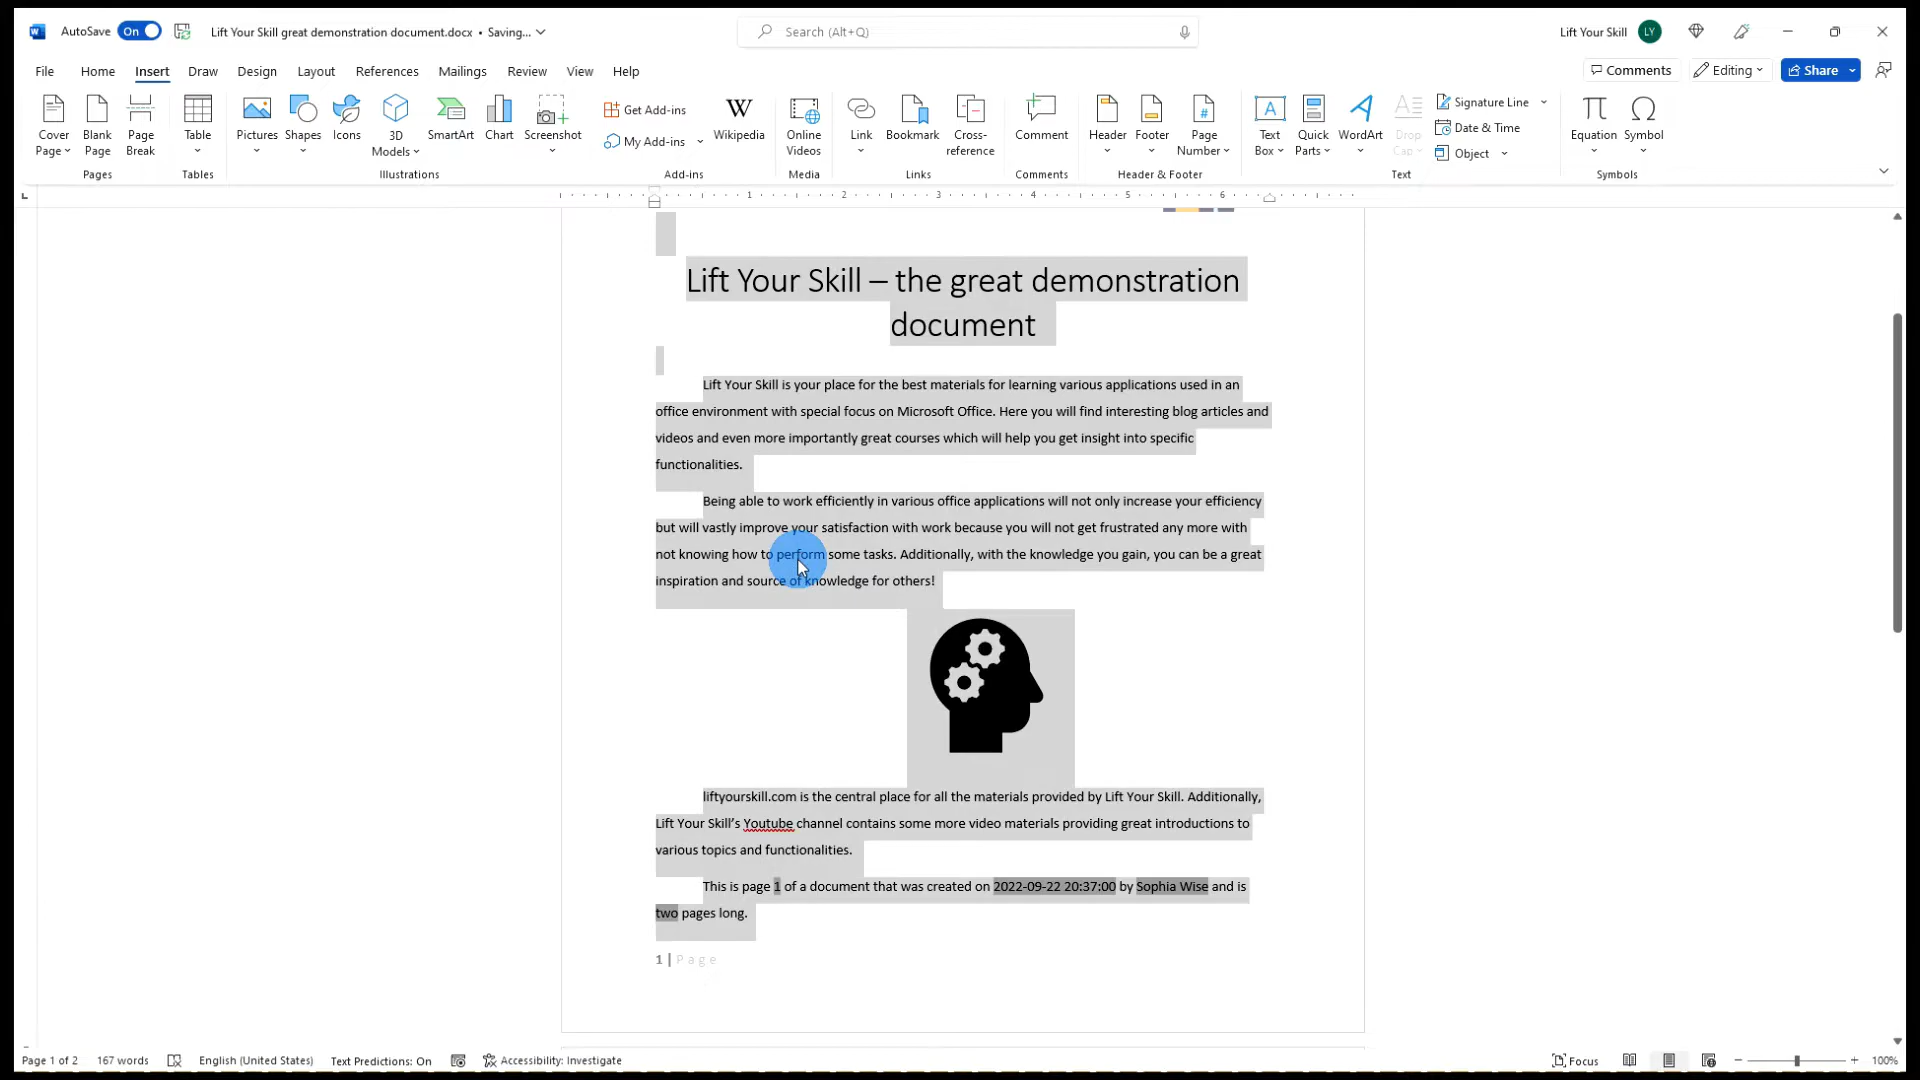 AutoSave On Lift Your Skill great demonstration document.docx • Saving... Search (Alt+Q) Lift Your Skill LY
File Home Insert Draw Design Layout References Mailings Review View Help Comments Editing Share
Cover Page Blank Page Page Break Table Pictures Shapes Icons 3D Models SmartArt Chart Screenshot Get Add-ins My Add-ins Wikipedia Online Videos Link Bookmark Cross-reference Comment Header Footer Page Number Text Box Quick Parts WordArt Drop Cap Signature Line Date & Time Object Equation Symbol
Pages Tables Illustrations Add-ins Media Links Comments Header & Footer Text Symbols
1 2 3 4 5 6
Lift Your Skill – the great demonstration
document
Lift Your Skill is your place for the best materials for learning various applications used in an
office environment with special focus on Microsoft Office. Here you will find interesting blog articles and
videos and even more importantly great courses which will help you get insight into specific
functionalities.
Being able to work efficiently in various office applications will not only increase your efficiency
but will vastly improve your satisfaction with work because you will not get frustrated any more with
not knowing how to perform some tasks. Additionally, with the knowledge you gain, you can be a great
inspiration and source of knowledge for others!
liftyourskill.com is the central place for all the materials provided by Lift Your Skill. Additionally,
Lift Your Skill’s Youtube channel contains some more video materials providing great introductions to
various topics and functionalities.
This is page 1 of a document that was created on 2022-09-22 20:37:00 by Sophia Wise and is
two pages long.
1 | Page
Page 1 of 2 167 words English (United States) Text Predictions: On Accessibility: Investigate Focus 100%